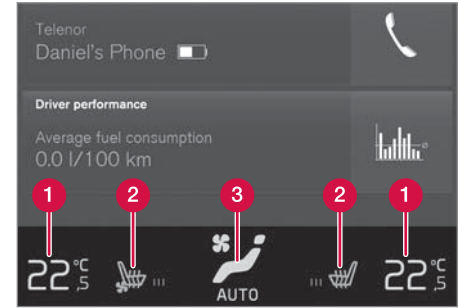 Telenor
Daniel's Phone
Driver performance
Average fuel consumption
0.0 l/100 km
1 2 3 2 1
22°C,5 22°C,5
AUTO